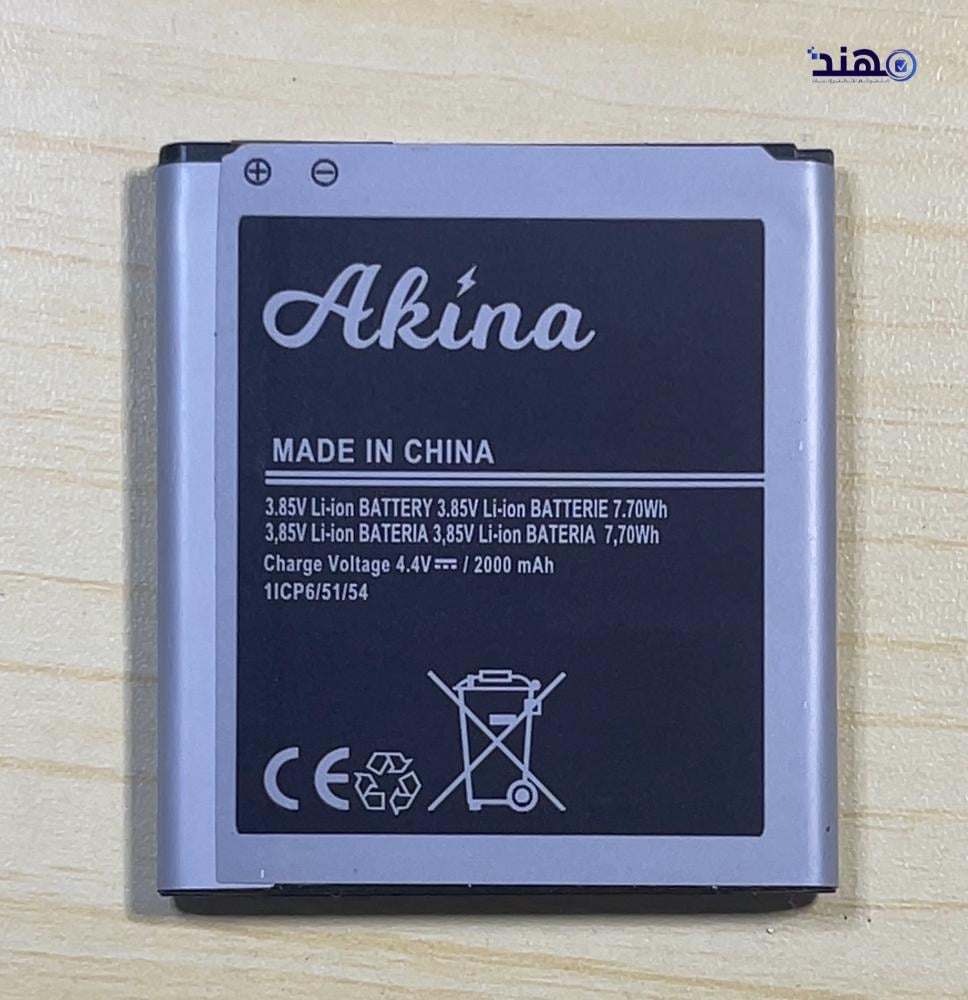 مهند
Akina
MADE IN CHINA
3.85V Li-ion BATTERY 3.85V Li-ion BATTERIE 7.70Wh
3,85V Li-ion BATERIA 3,85V Li-ion BATERIA 7,70Wh
Charge Voltage 4.4V⎓ / 2000 mAh
1ICP6/51/54
CE